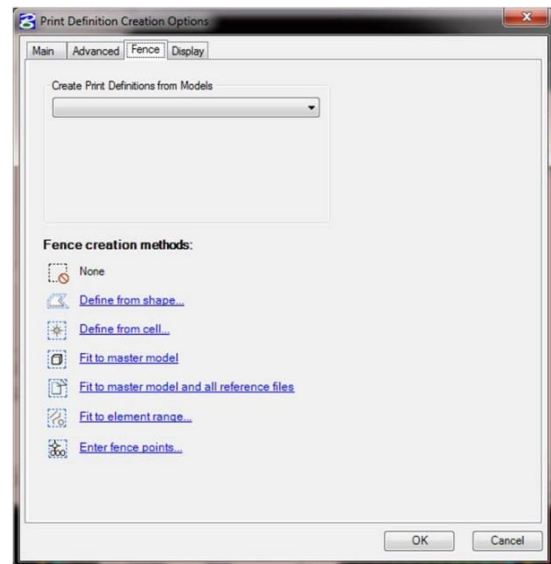 Print Definition Creation Options
Main Advanced Fence Display
Create Print Definitions from Models
Fence creation methods:
None
Define from shape...
Define from cell...
Fit to master model
Fit to master model and all reference files
Fit to element range...
Enter fence points...
OK Cancel